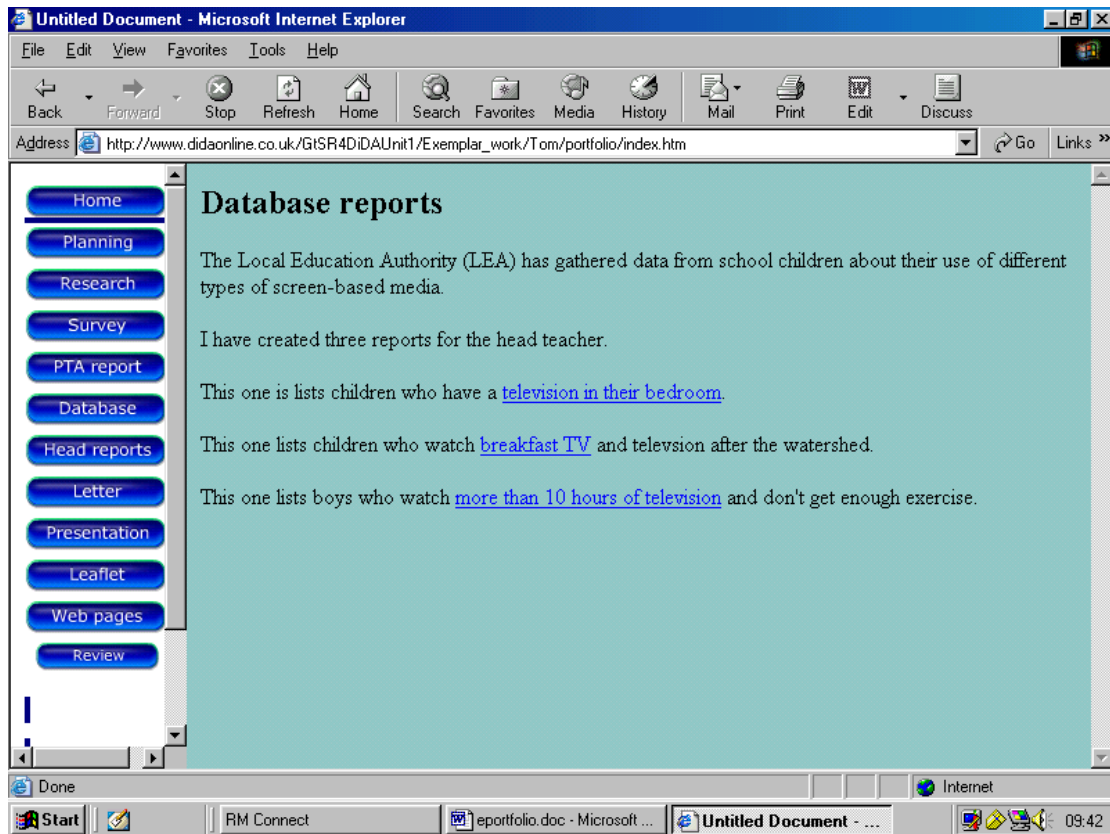 Untitled Document - Microsoft Internet Explorer
File Edit View Favorites Tools Help
Back Forward Stop Refresh Home Search Favorites Media History Mail Print Edit Discuss
Address http://www.didaonline.co.uk/GtSR4DiDAUnit1/Exemplar_work/Tom/portfolio/index.htm Go Links »
Home
Planning
Research
Survey
PTA report
Database
Head reports
Letter
Presentation
Leaflet
Web pages
Review
Database reports
The Local Education Authority (LEA) has gathered data from school children about their use of different
types of screen-based media.
I have created three reports for the head teacher.
This one is lists children who have a television in their bedroom.
This one lists children who watch breakfast TV and televsion after the watershed.
This one lists boys who watch more than 10 hours of television and don't get enough exercise.
Done Internet
Start RM Connect eportfolio.doc - Microsoft ... Untitled Document - ... 09:42